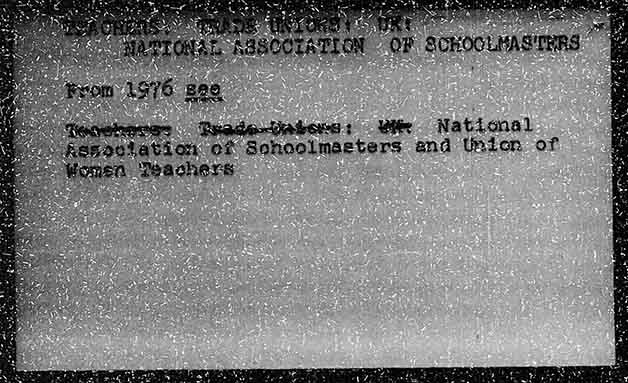 TEACHERS: TRADE UNIONS: UK:
NATIONAL ASSOCIATION OF SCHOOLMASTERS
From 1976 see
Teachers: Trade Unions: UK: National
Association of Schoolmasters and Union of
Women Teachers